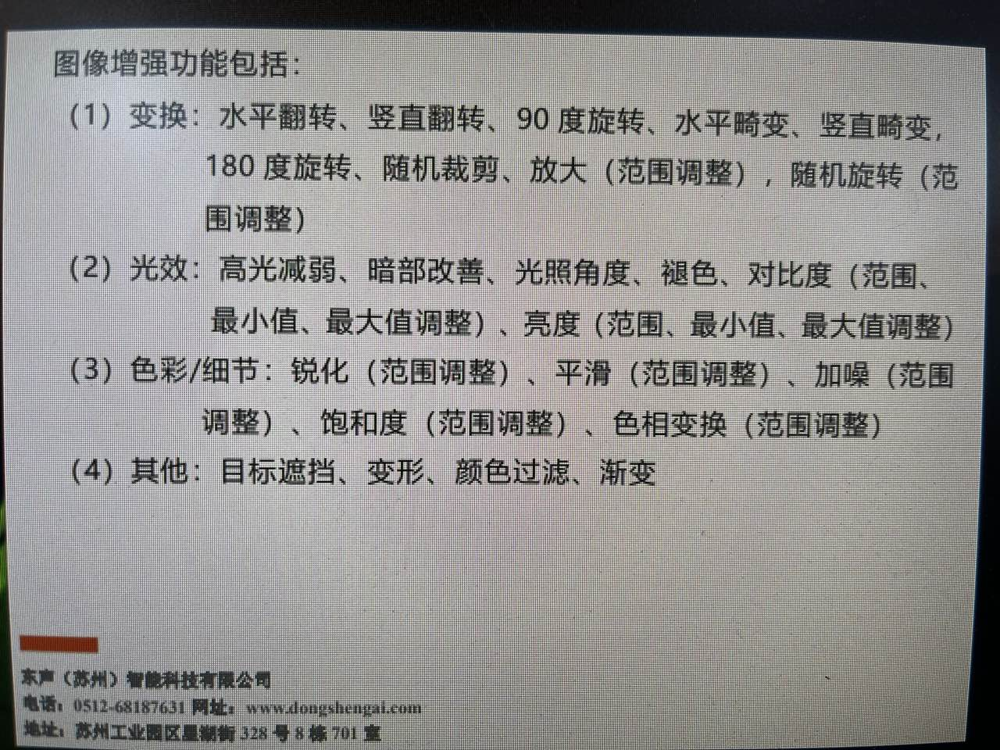 图像增强功能包括：
（1）变换：水平翻转、竖直翻转、90 度旋转、水平畸变、竖直畸变，
180 度旋转、随机裁剪、放大（范围调整），随机旋转（范
围调整）
（2）光效：高光减弱、暗部改善、光照角度、褪色、对比度（范围、
最小值、最大值调整）、亮度（范围、最小值、最大值调整）
（3）色彩/细节：锐化（范围调整）、平滑（范围调整）、加噪（范围
调整）、饱和度（范围调整）、色相变换（范围调整）
（4）其他：目标遮挡、变形、颜色过滤、渐变
东声（苏州）智能科技有限公司
电话：0512-68187631 网址：www.dongshengai.com
地址：苏州工业园区星湖街 328 号 8 栋 701 室